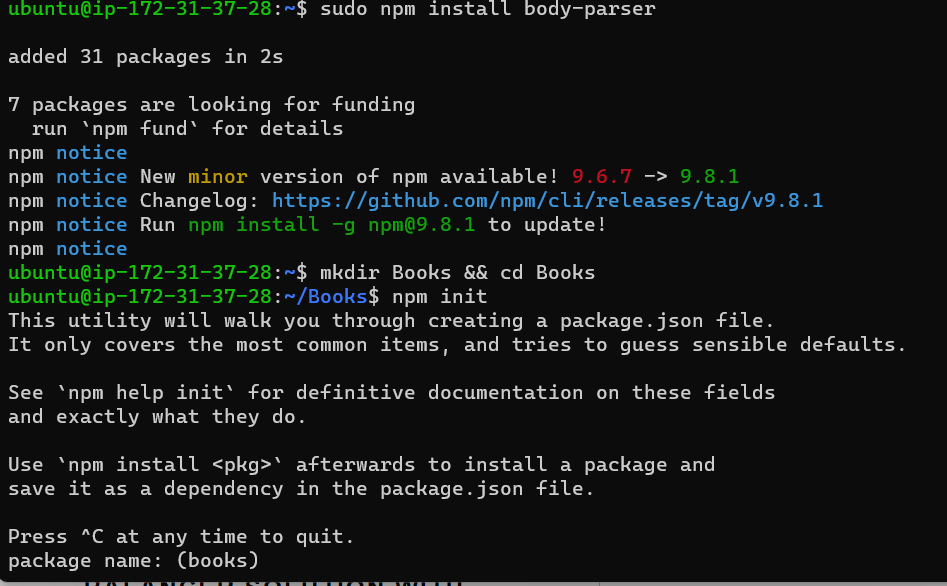 ubuntu@ip-172-31-37-28:~$ sudo npm install body-parser
added 31 packages in 2s
7 packages are looking for funding
  run `npm fund` for details
npm notice
npm notice New minor version of npm available! 9.6.7 -> 9.8.1
npm notice Changelog: https://github.com/npm/cli/releases/tag/v9.8.1
npm notice Run npm install -g npm@9.8.1 to update!
npm notice
ubuntu@ip-172-31-37-28:~$ mkdir Books && cd Books
ubuntu@ip-172-31-37-28:~/Books$ npm init
This utility will walk you through creating a package.json file.
It only covers the most common items, and tries to guess sensible defaults.
See `npm help init` for definitive documentation on these fields
and exactly what they do.
Use `npm install <pkg>` afterwards to install a package and
save it as a dependency in the package.json file.
Press ^C at any time to quit.
package name: (books)